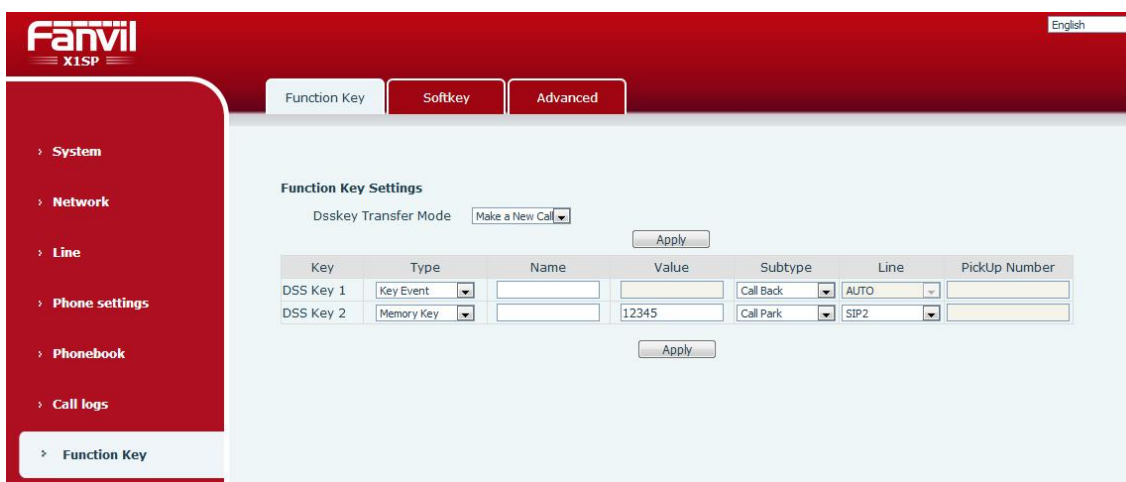 Fanvil
X1SP
English
Function Key Softkey Advanced
› System
› Network
› Line
› Phone settings
› Phonebook
› Call logs
› Function Key
Function Key Settings
Dsskey Transfer Mode Make a New Call
Apply
Key Type Name Value Subtype Line PickUp Number
DSS Key 1 Key Event Call Back AUTO
DSS Key 2 Memory Key 12345 Call Park SIP2
Apply